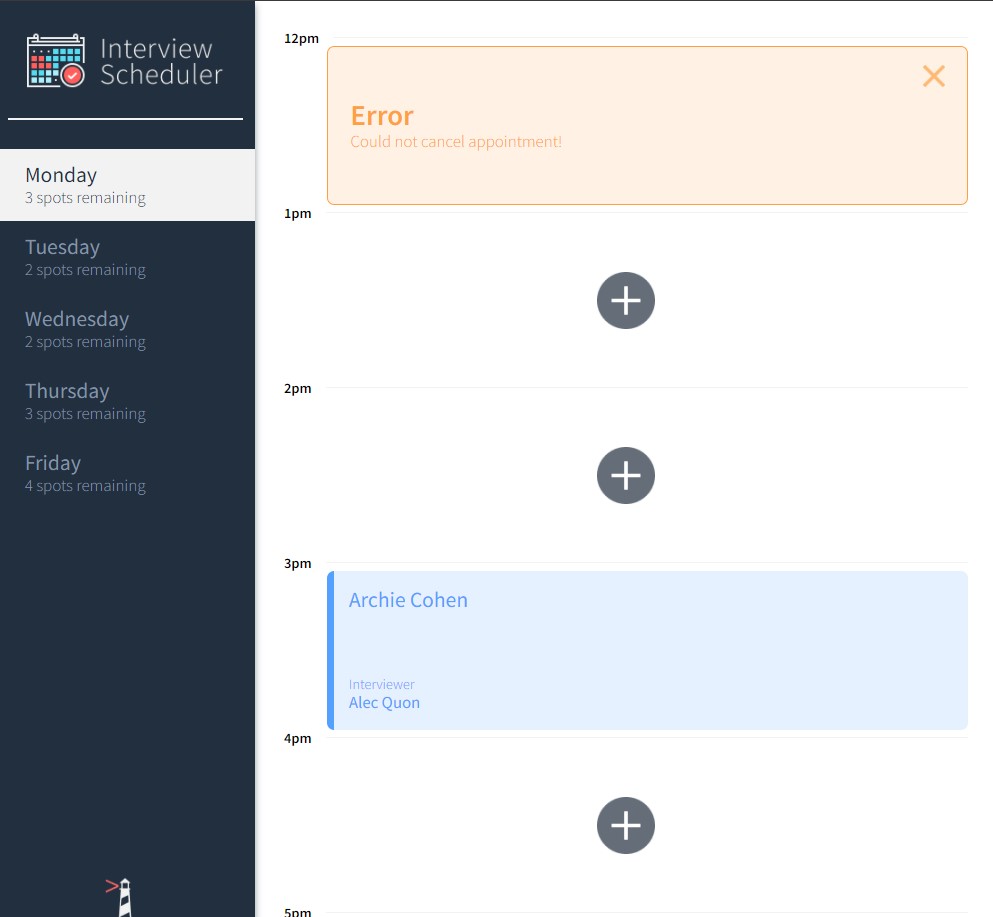 Interview
Scheduler
Monday
3 spots remaining
Tuesday
2 spots remaining
Wednesday
2 spots remaining
Thursday
3 spots remaining
Friday
4 spots remaining
>
12pm
Error
Could not cancel appointment!
1pm
2pm
3pm
Archie Cohen
Interviewer
Alec Quon
4pm
5pm